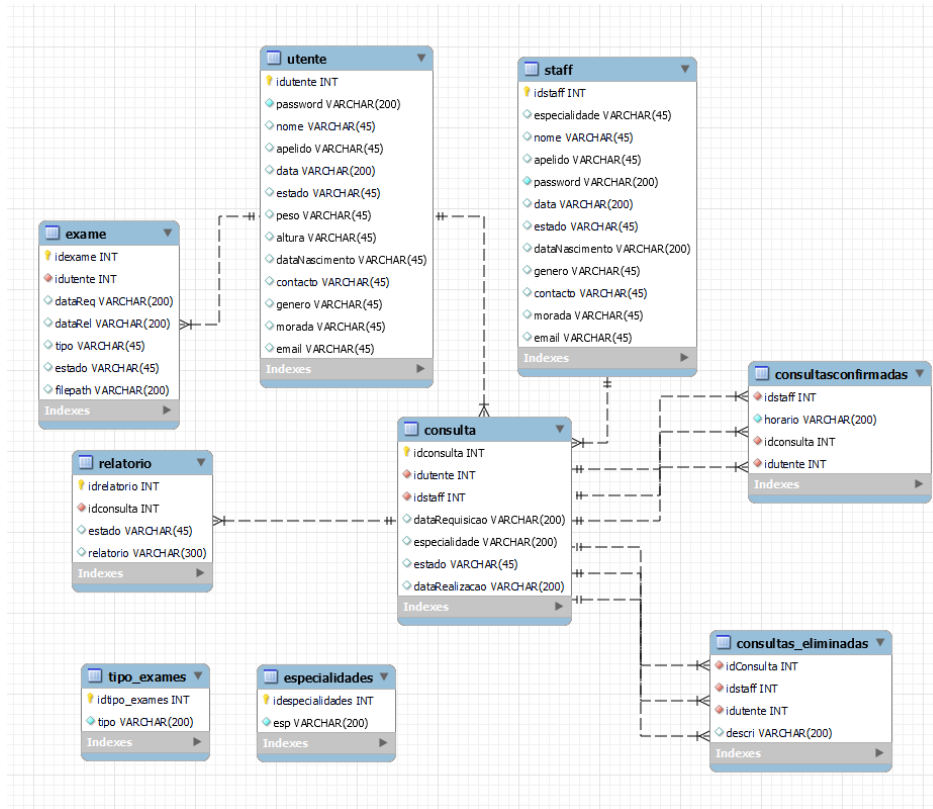 utente
idutente INT
password VARCHAR(200)
nome VARCHAR(45)
apelido VARCHAR(45)
data VARCHAR(200)
estado VARCHAR(45)
peso VARCHAR(45)
altura VARCHAR(45)
dataNascimento VARCHAR(45)
contacto VARCHAR(45)
genero VARCHAR(45)
morada VARCHAR(45)
email VARCHAR(45)
Indexes
staff
idstaff INT
especialidade VARCHAR(45)
nome VARCHAR(45)
apelido VARCHAR(45)
password VARCHAR(200)
data VARCHAR(200)
estado VARCHAR(45)
dataNascimento VARCHAR(200)
genero VARCHAR(45)
contacto VARCHAR(45)
morada VARCHAR(45)
email VARCHAR(45)
Indexes
exame
idexame INT
idutente INT
dataReq VARCHAR(200)
dataRel VARCHAR(200)
tipo VARCHAR(45)
estado VARCHAR(45)
filepath VARCHAR(200)
Indexes
consultasconfirmadas
idstaff INT
horario VARCHAR(200)
idconsulta INT
idutente INT
Indexes
consulta
idconsulta INT
idutente INT
idstaff INT
dataRequisicao VARCHAR(200)
especialidade VARCHAR(200)
estado VARCHAR(45)
dataRealizacao VARCHAR(200)
Indexes
relatorio
idrelatorio INT
idconsulta INT
estado VARCHAR(45)
relatorio VARCHAR(300)
Indexes
consultas_eliminadas
idConsulta INT
idstaff INT
idutente INT
descri VARCHAR(200)
Indexes
tipo_exames
idtipo_exames INT
tipo VARCHAR(200)
Indexes
especialidades
idespecialidades INT
esp VARCHAR(200)
Indexes